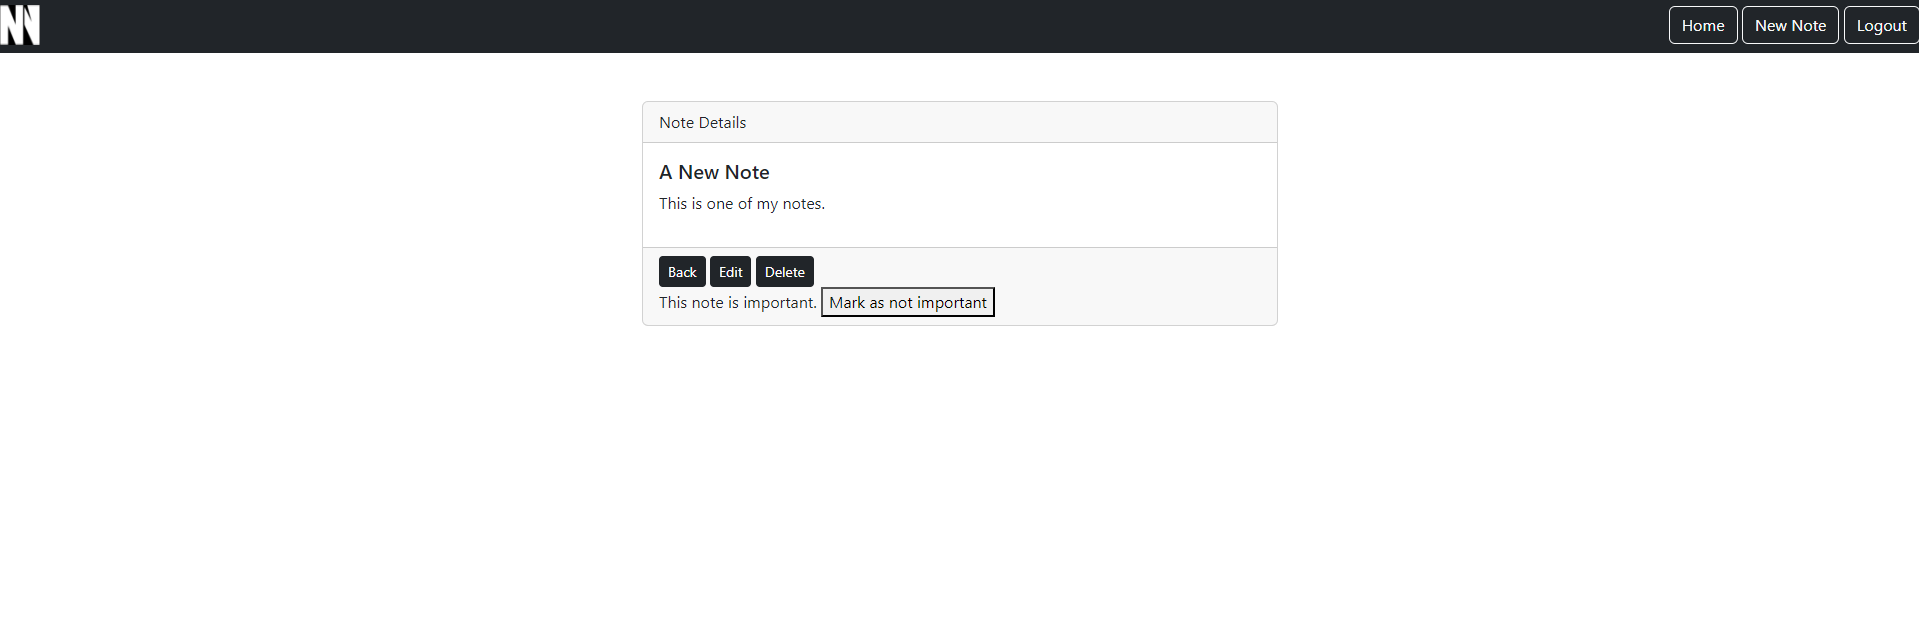 NN
Home New Note Logout
Note Details
A New Note
This is one of my notes.
Back Edit Delete
This note is important. Mark as not important